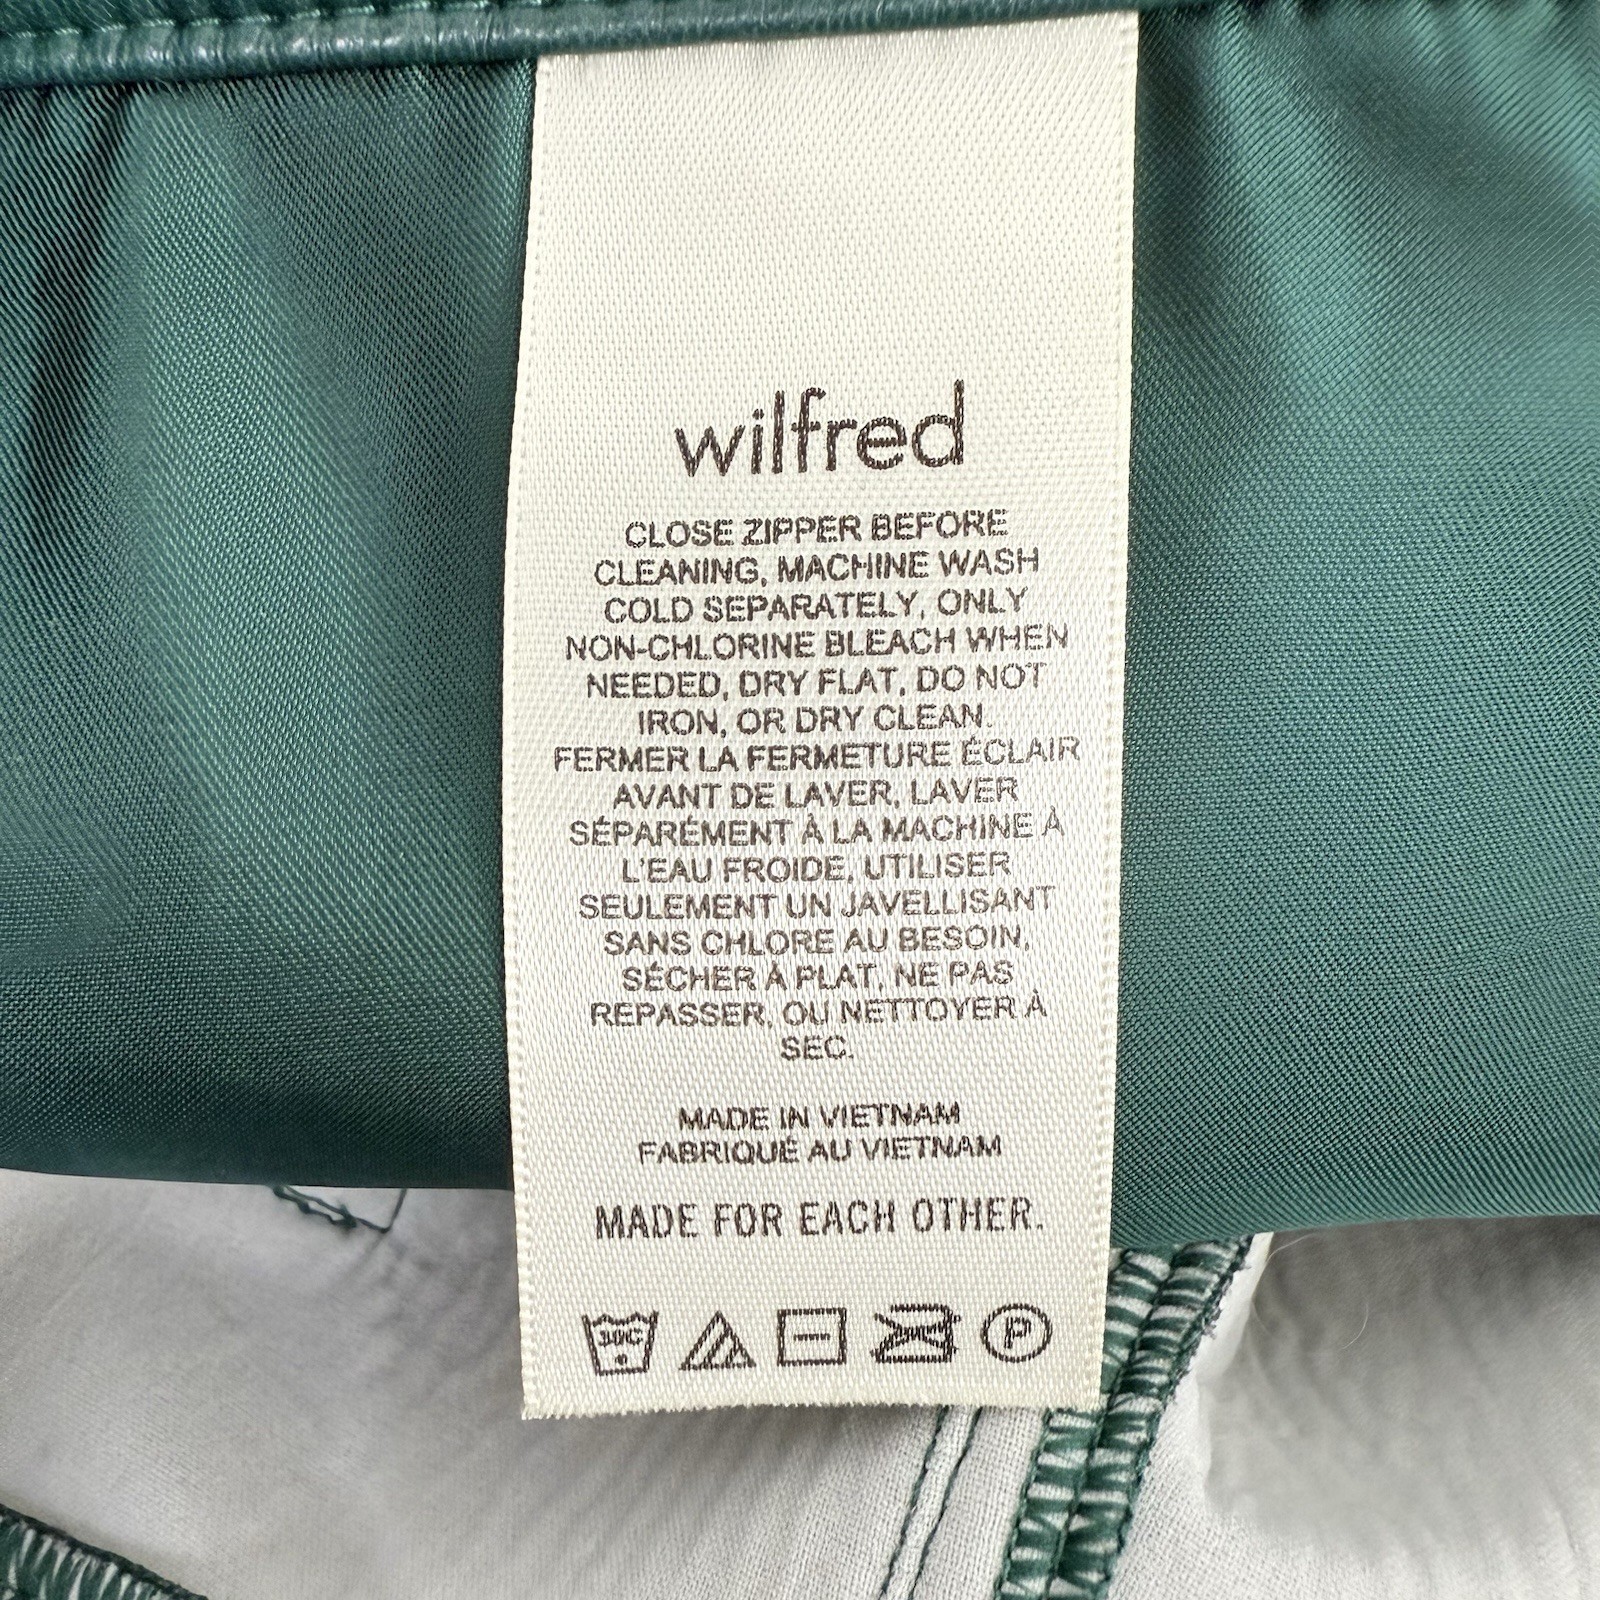 wilfred
CLOSE ZIPPER BEFORE
CLEANING, MACHINE WASH
COLD SEPARATELY, ONLY
NON-CHLORINE BLEACH WHEN
NEEDED, DRY FLAT, DO NOT
IRON, OR DRY CLEAN.
FERMER LA FERMETURE ÉCLAIR
AVANT DE LAVER, LAVER
SÉPARÉMENT À LA MACHINE À
L'EAU FROIDE, UTILISER
SEULEMENT UN JAVELLISANT
SANS CHLORE AU BESOIN,
SÉCHER À PLAT, NE PAS
REPASSER, OU NETTOYER À
SEC.
MADE IN VIETNAM
FABRIQUÉ AU VIETNAM
MADE FOR EACH OTHER.
30C P